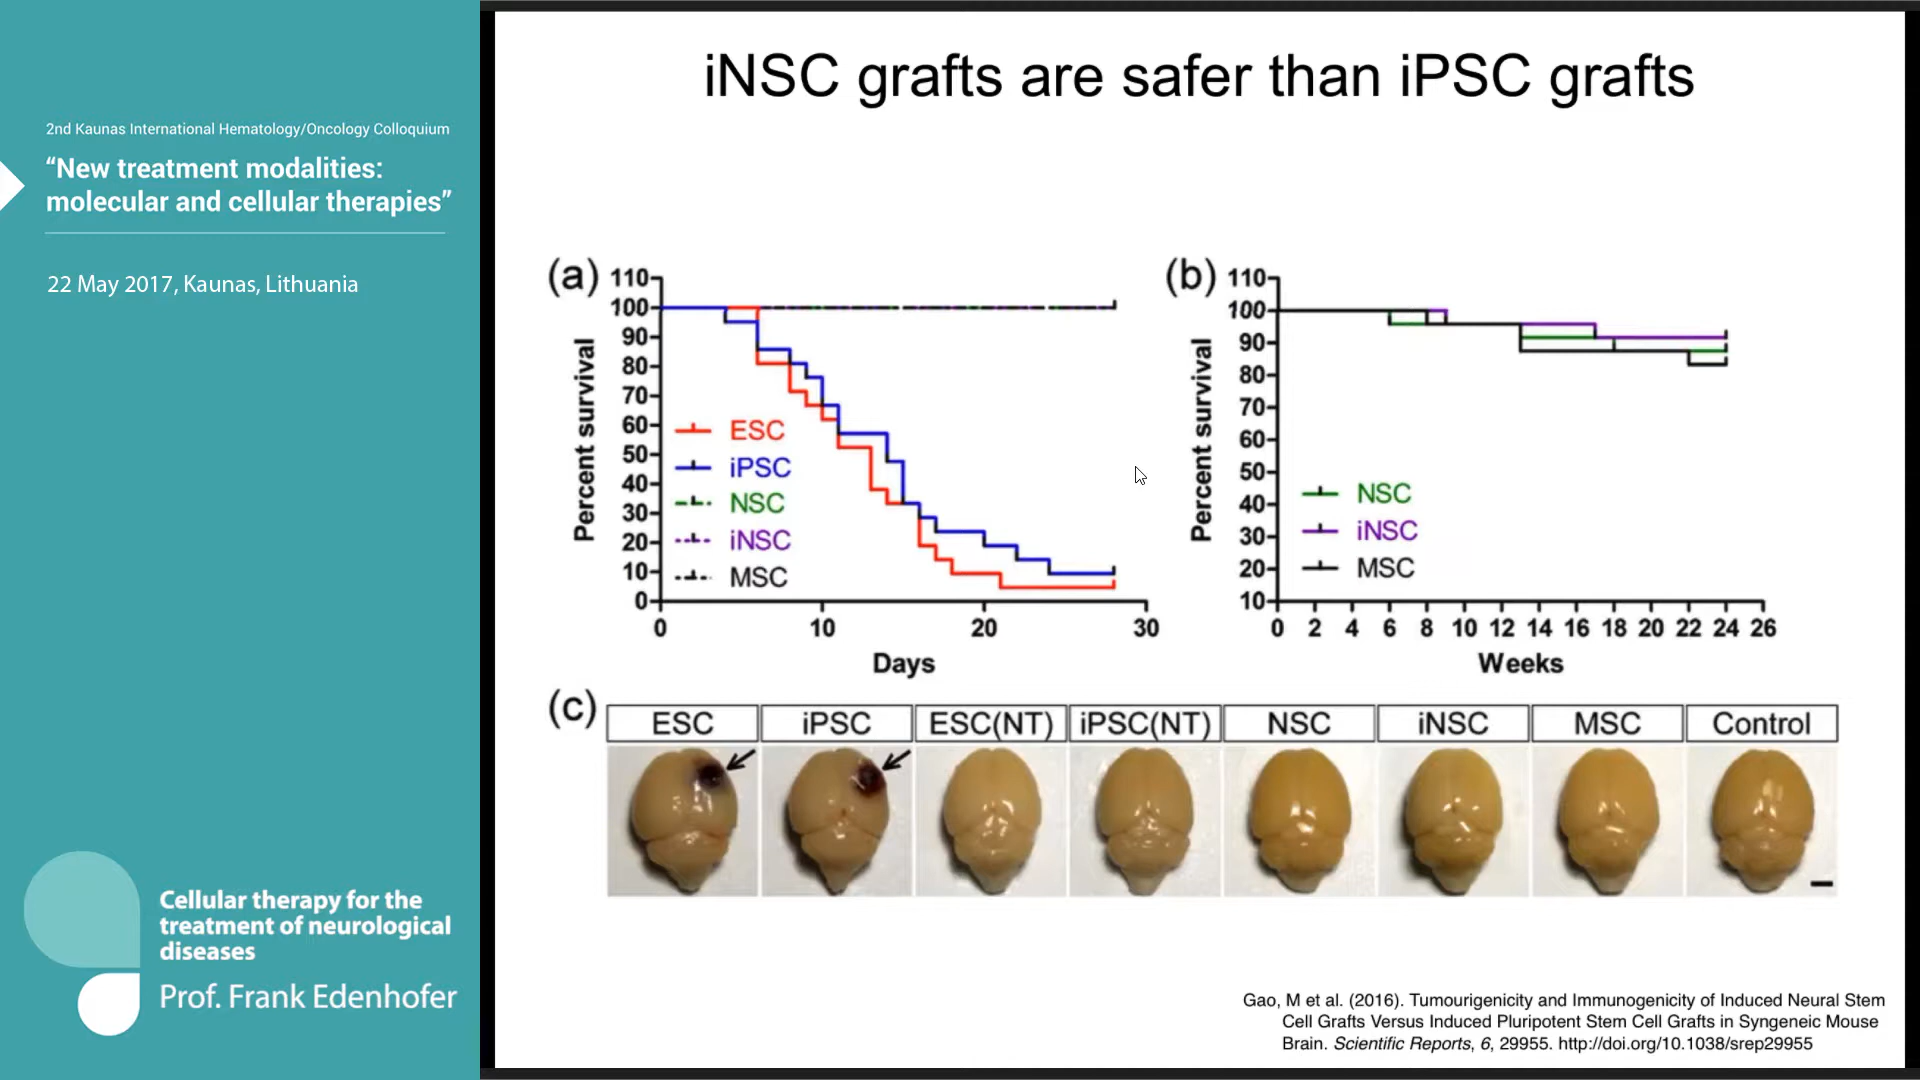 2nd Kaunas International Hematology/Oncology Colloquium
“New treatment modalities:
molecular and cellular therapies”
22 May 2017, Kaunas, Lithuania
Cellular therapy for the
treatment of neurological
diseases
Prof. Frank Edenhofer
iNSC grafts are safer than iPSC grafts
(a)
110
100
90
80
70
60
50
40
30
20
10
0
Percent survival
ESC
iPSC
NSC
iNSC
MSC
0 10 20 30
Days
(b)
110
100
90
80
70
60
50
40
30
20
10
Percent survival
NSC
iNSC
MSC
0 2 4 6 8 10 12 14 16 18 20 22 24 26
Weeks
(c)
ESC iPSC ESC(NT) iPSC(NT) NSC iNSC MSC Control
Gao, M et al. (2016). Tumourigenicity and Immunogenicity of Induced Neural Stem
Cell Grafts Versus Induced Pluripotent Stem Cell Grafts in Syngeneic Mouse
Brain. Scientific Reports, 6, 29955. http://doi.org/10.1038/srep29955